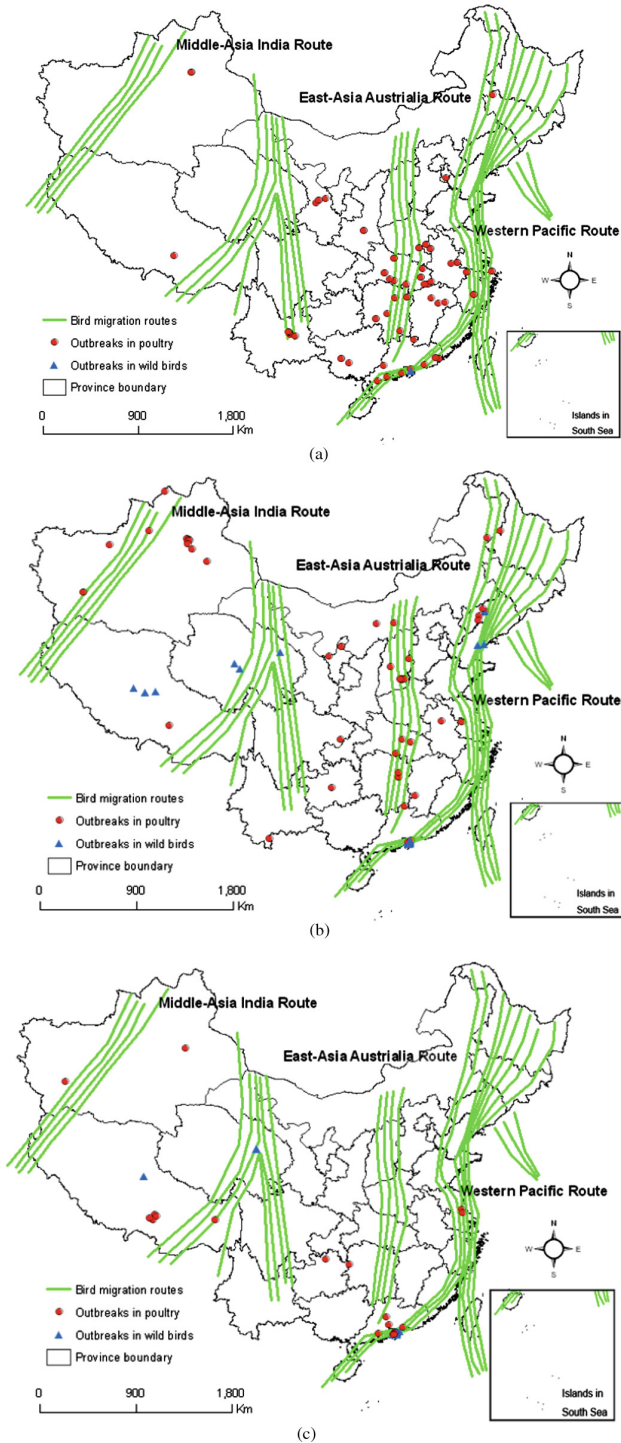 Middle-Asia India Route
East-Asia Austrialia Route
Western Pacific Route
N
W E
S
Bird migration routes
Outbreaks in poultry
Outbreaks in wild birds
Province boundary
0 900 1,800
Km
Islands in
South Sea
(a)
Middle-Asia India Route
East-Asia Austrialia Route
Western Pacific Route
N
W E
S
Bird migration routes
Outbreaks in poultry
Outbreaks in wild birds
Province boundary
0 900 1,800
Km
Islands in
South Sea
(b)
Middle-Asia India Route
East-Asia Austrialia Route
Western Pacific Route
N
W E
S
Bird migration routes
Outbreaks in poultry
Outbreaks in wild birds
Province boundary
0 900 1,800
Km
Islands in
South Sea
(c)